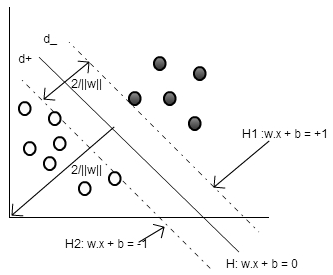 d_
d+
2/||w||
H1 :w.x + b = +1
2/||w||
H2: w.x + b = -1
H: w.x + b = 0